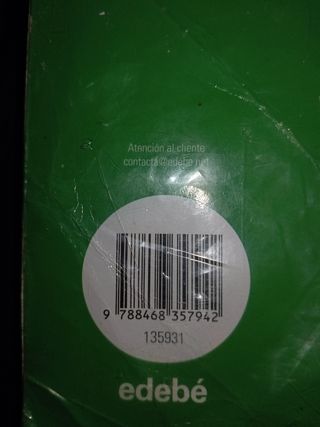 Atención al cliente
contacta@edebe.net
9 788468 357942
135931
edebé